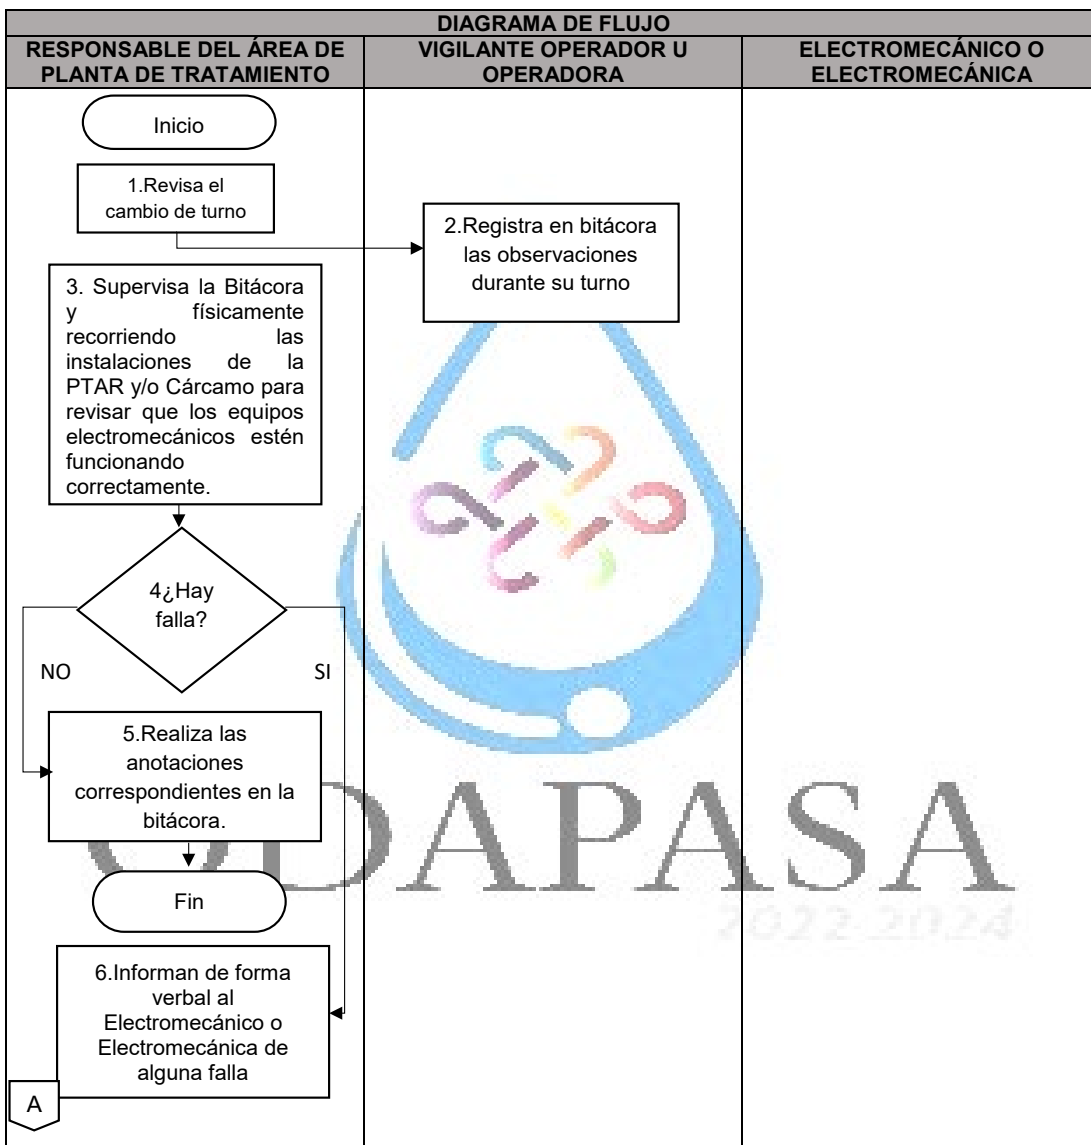 DIAGRAMA DE FLUJO
RESPONSABLE DEL ÁREA DE
PLANTA DE TRATAMIENTO
VIGILANTE OPERADOR U
OPERADORA
ELECTROMECÁNICO O
ELECTROMECÁNICA
Inicio
1.Revisa el
cambio de turno
2.Registra en bitácora
las observaciones
durante su turno
3. Supervisa la Bitácora
y físicamente
recorriendo las
instalaciones de la
PTAR y/o Cárcamo para
revisar que los equipos
electromecánicos estén
funcionando
correctamente.
4¿Hay
falla?
NO
SI
5.Realiza las
anotaciones
correspondientes en la
bitácora.
Fin
6.Informan de forma
verbal al
Electromecánico o
Electromecánica de
alguna falla
A
ODAPASA
2022-2024